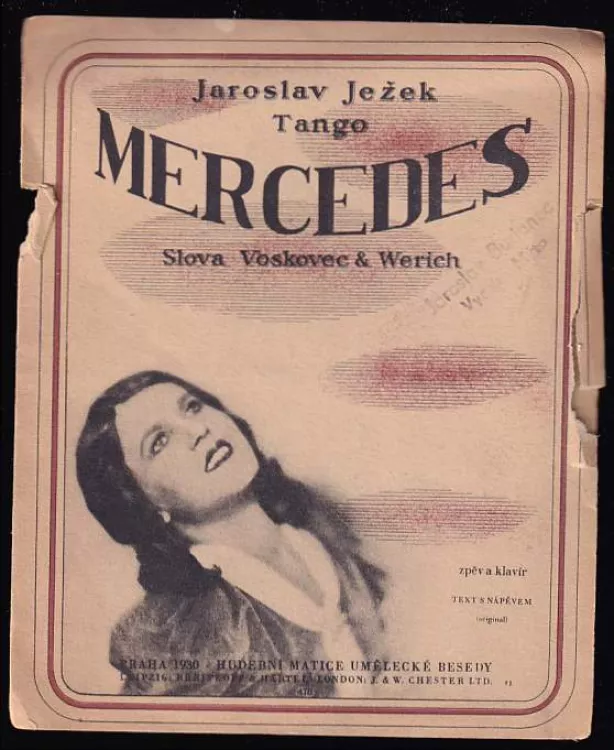 Jaroslav Ježek
Tango
MERCEDES
Slova Voskovec & Werich
Jaroslav
zpěv a klavír
TEXT S NÁPĚVEM
(original)
PRAHA 1930 - HUDEBNÍ MATICE UMĚLECKÉ BESEDY
LEIPZIG: BREITKOPF & HÄRTEL. LONDON: J. & W. CHESTER LTD.